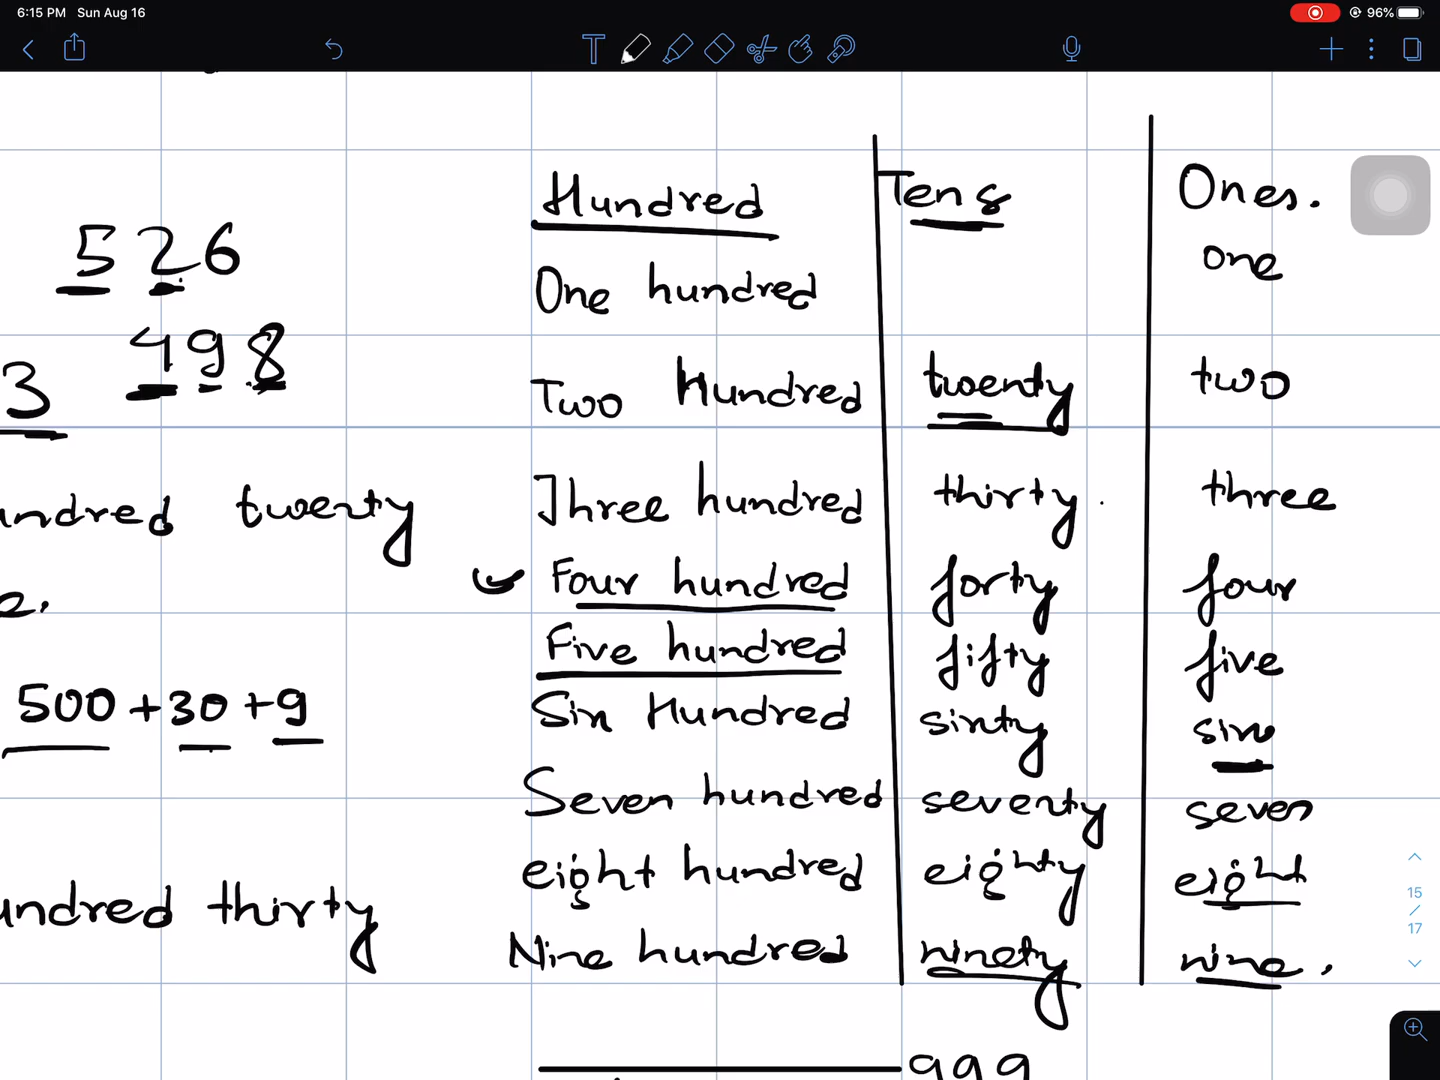 6:15 PM Sun Aug 16
96%
T
Hundred Tens Ones.
526 One hundred one
498
3 Two Hundred twenty two
undred twenty Three hundred thirty three
Four hundred forty four
Five hundred fifty five
500 + 30 + 9 Six Hundred sixty six
Seven hundred seventy seven
eight hundred eighty eight
undred thirty Nine hundred ninety nine.
15
/
17
999